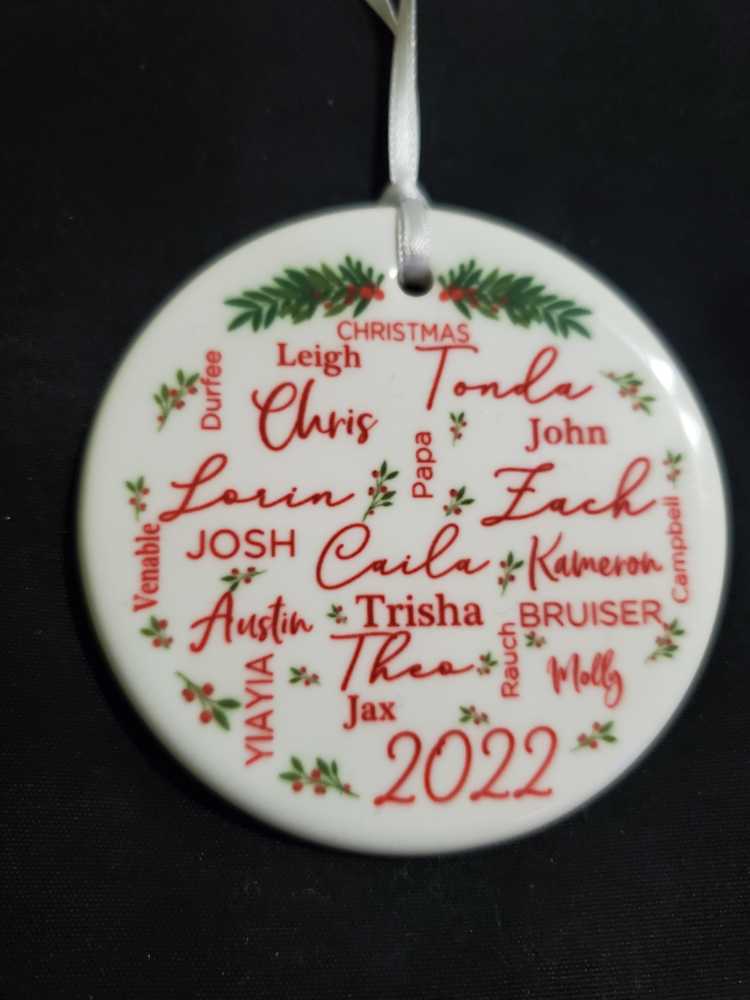 CHRISTMAS
Leigh
Tonda
Durfee
Chris
John
Papa
Lorin
Zach
JOSH
Caila
Kameron
Venable
Campbell
Austin
Trisha
BRUISER
Theo
Rauch
Molly
YIAYIA
Jax
2022